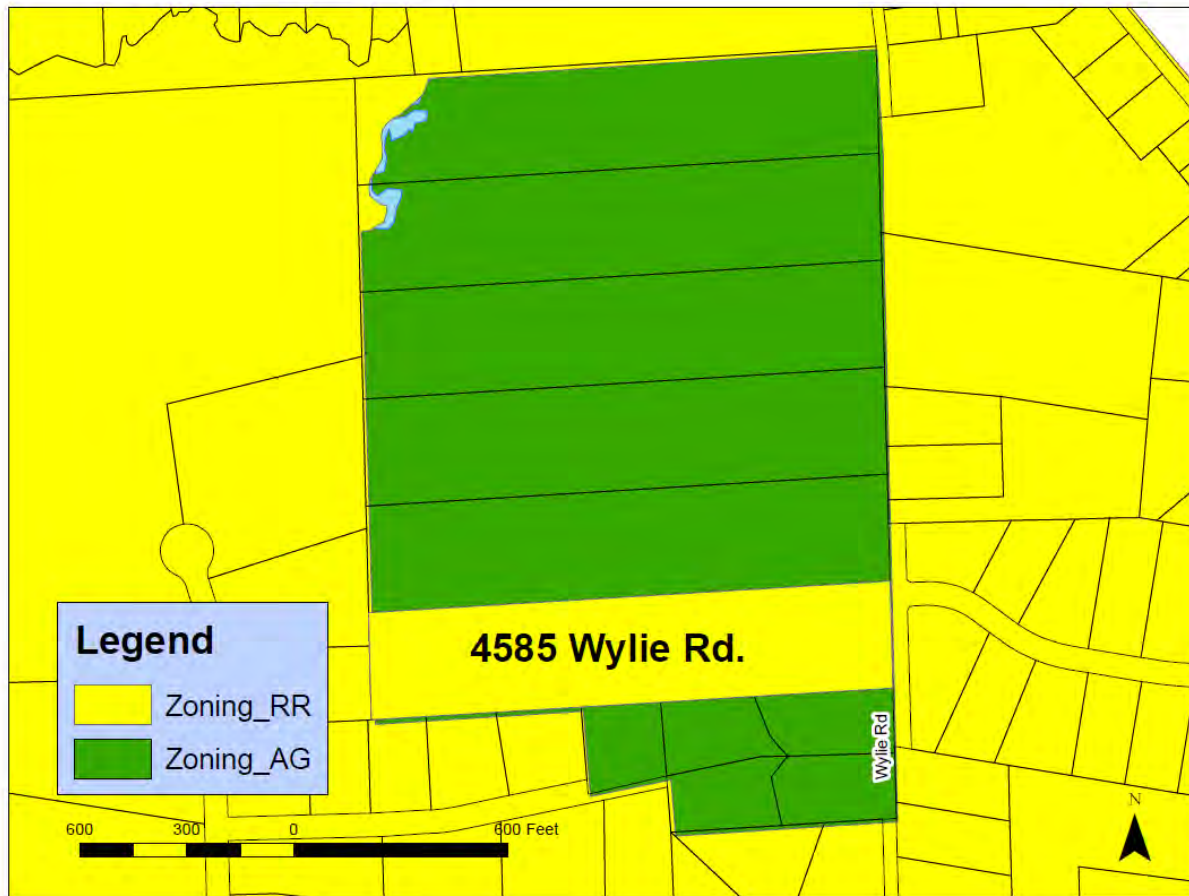 4585 Wylie Rd.
Wylie Rd
Legend
Zoning_RR
Zoning_AG
600 300 0 600 Feet
N